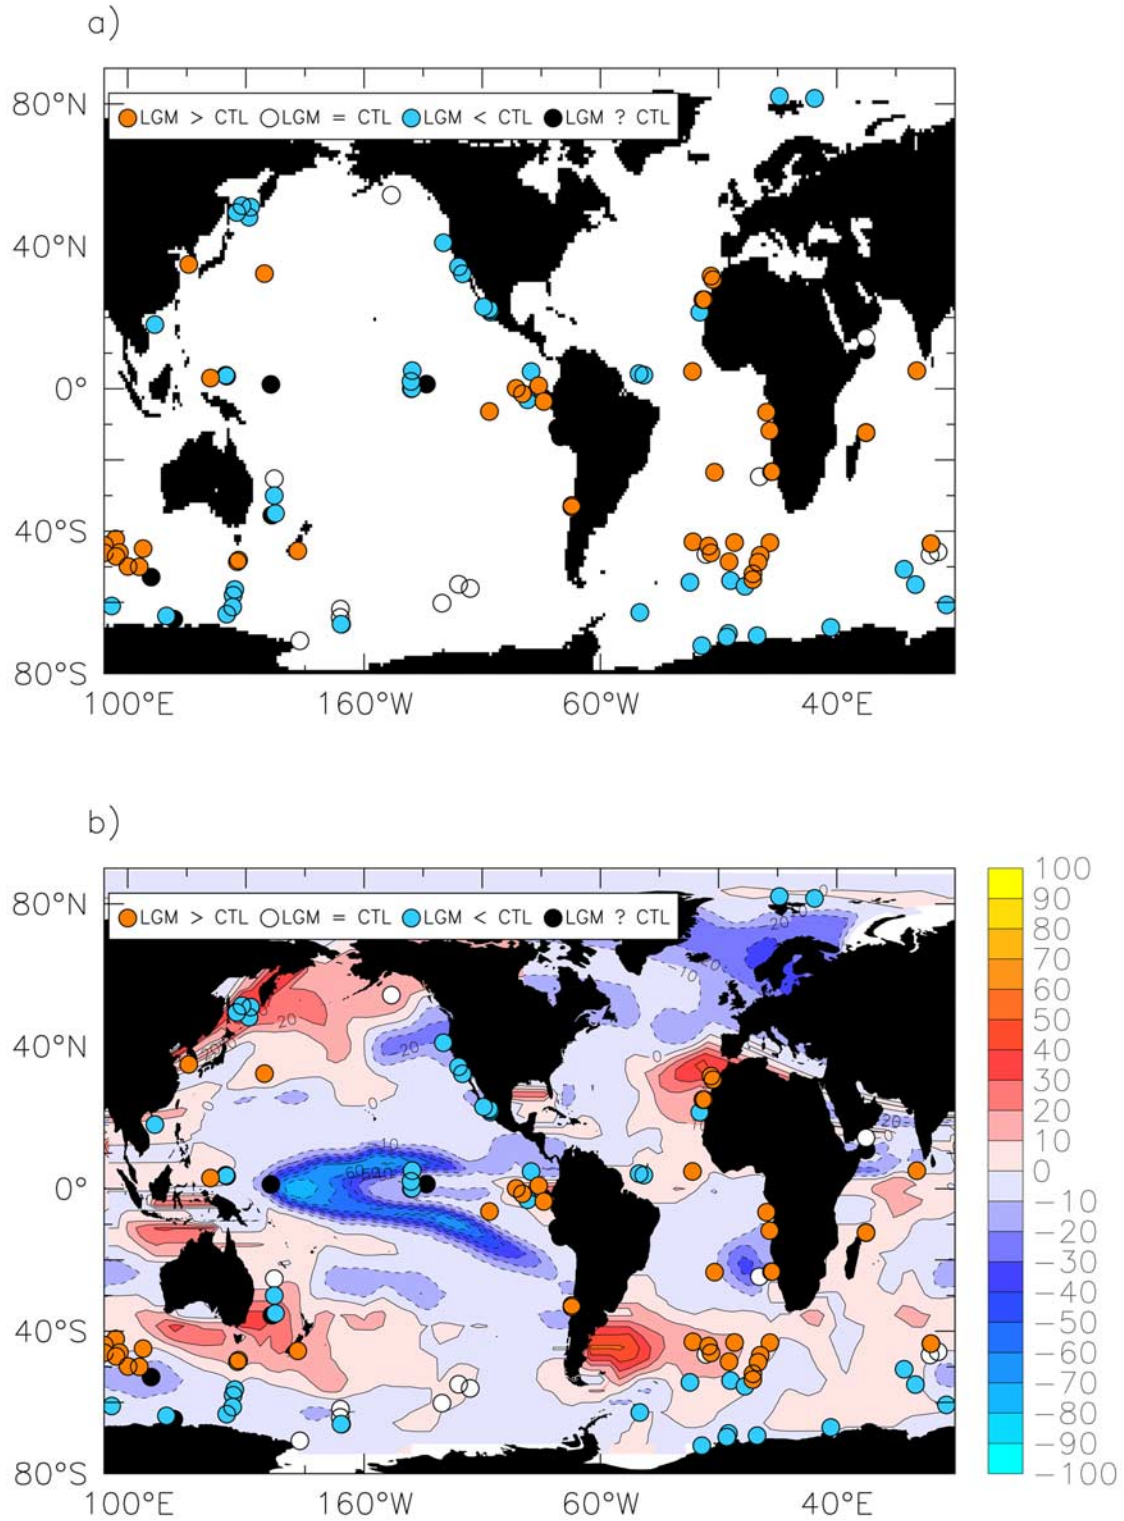 a)
80°N
LGM > CTL LGM = CTL LGM < CTL LGM ? CTL
40°N
0°
40°S
80°S
100°E 160°W 60°W 40°E
b)
80°N
LGM > CTL LGM = CTL LGM < CTL LGM ? CTL
40°N
0°
40°S
80°S
100°E 160°W 60°W 40°E
100
90
80
70
60
50
40
30
20
10
0
−10
−20
−30
−40
−50
−60
−70
−80
−90
−100